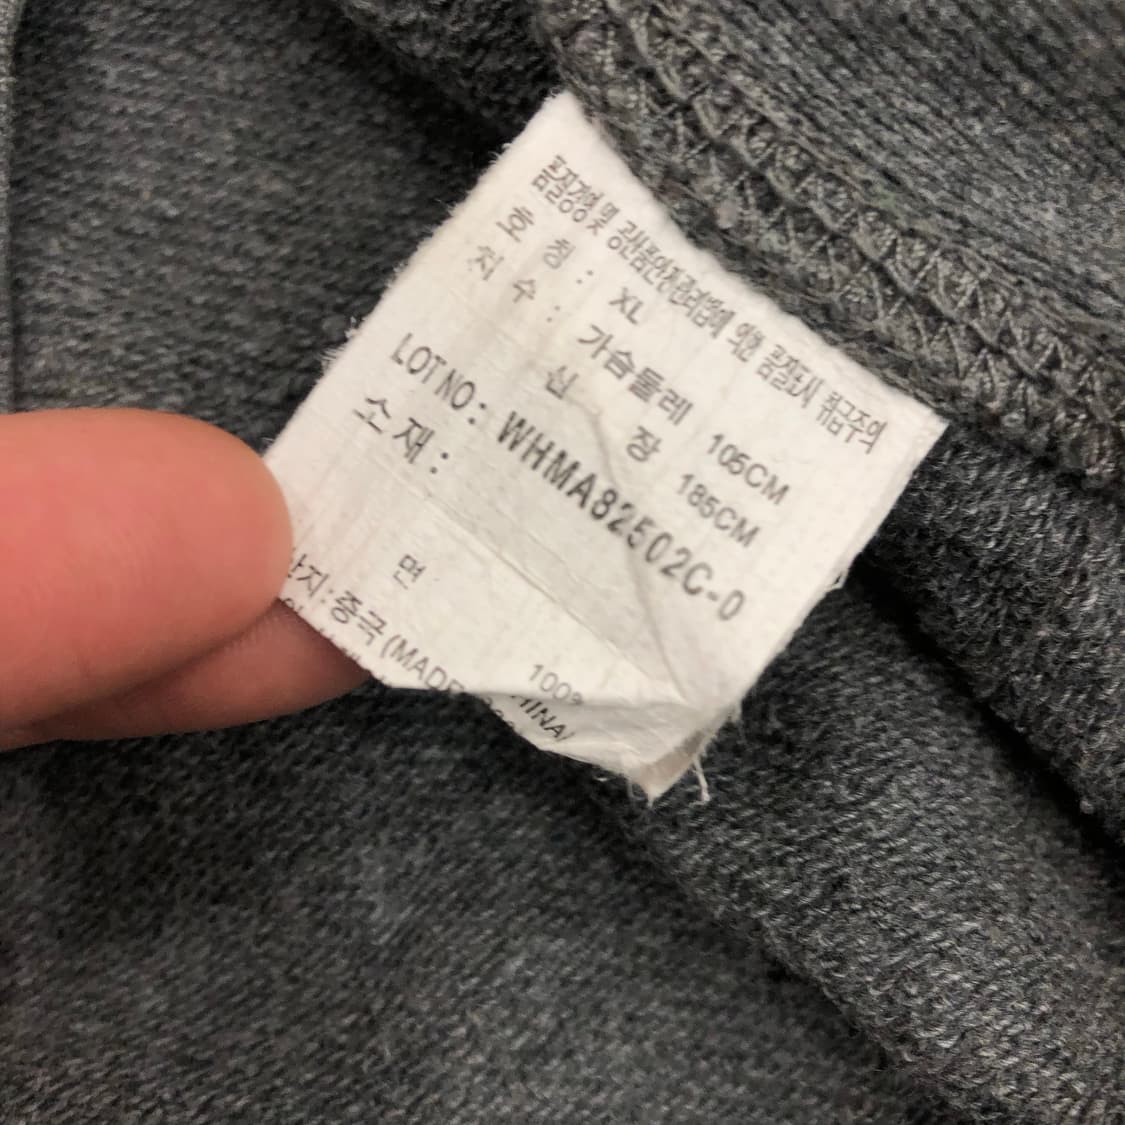 품질경영 및 공산품안전관리법에 의한 품질표시 취급주의
호 칭 : XL
치 수 : 가슴둘레 105CM
신 장 185CM
LOT NO : WHMA82502C-0
소 재 :
면 100%
산지 : 중국 (MADE CHINA)